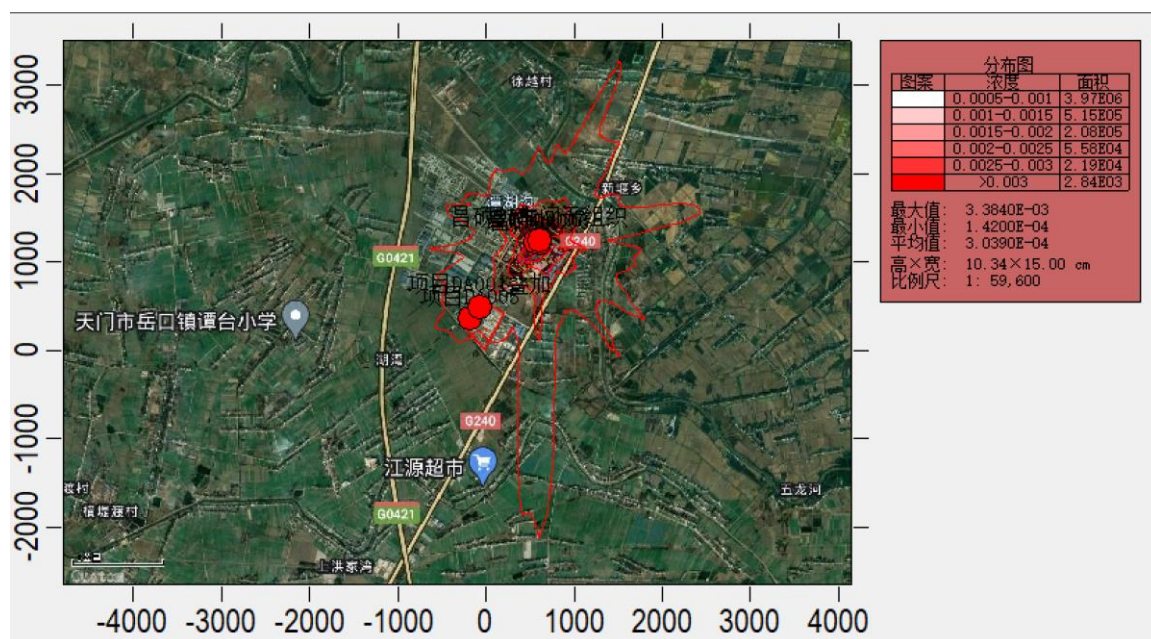 3000
2000
1000
0
-1000
-2000
-4000 -3000 -2000 -1000 0 1000 2000 3000 4000
徐越村
新堰乡
G0421
G240
天门市岳口镇谭台小学
湖湾
G240
江源超市
G0421
上洪家湾
五龙河
分布图
图案 浓度 面积
0.0005-0.001 3.97E06
0.001-0.0015 5.15E05
0.0015-0.002 2.08E05
0.002-0.0025 5.58E04
0.0025-0.003 2.19E04
>0.003 2.84E03
最大值: 3.3840E-03
最小值: 1.4200E-04
平均值: 3.0390E-04
高×宽: 10.34×15.00 cm
比例尺: 1: 59,600